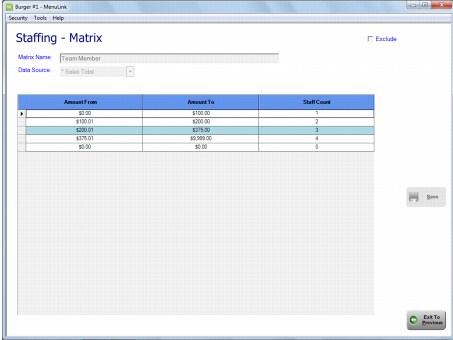 Burger #1 - MenuLink
Security Tools Help
Staffing - Matrix
Exclude
Matrix Name: Team Member
Data Source: * Sales Total
Amount From Amount To Staff Count
$0.00 $100.00 1
$100.01 $200.00 2
$200.01 $375.00 3
$375.01 $9,999.00 4
$0.00 $0.00 0
Save
Exit To
Previous